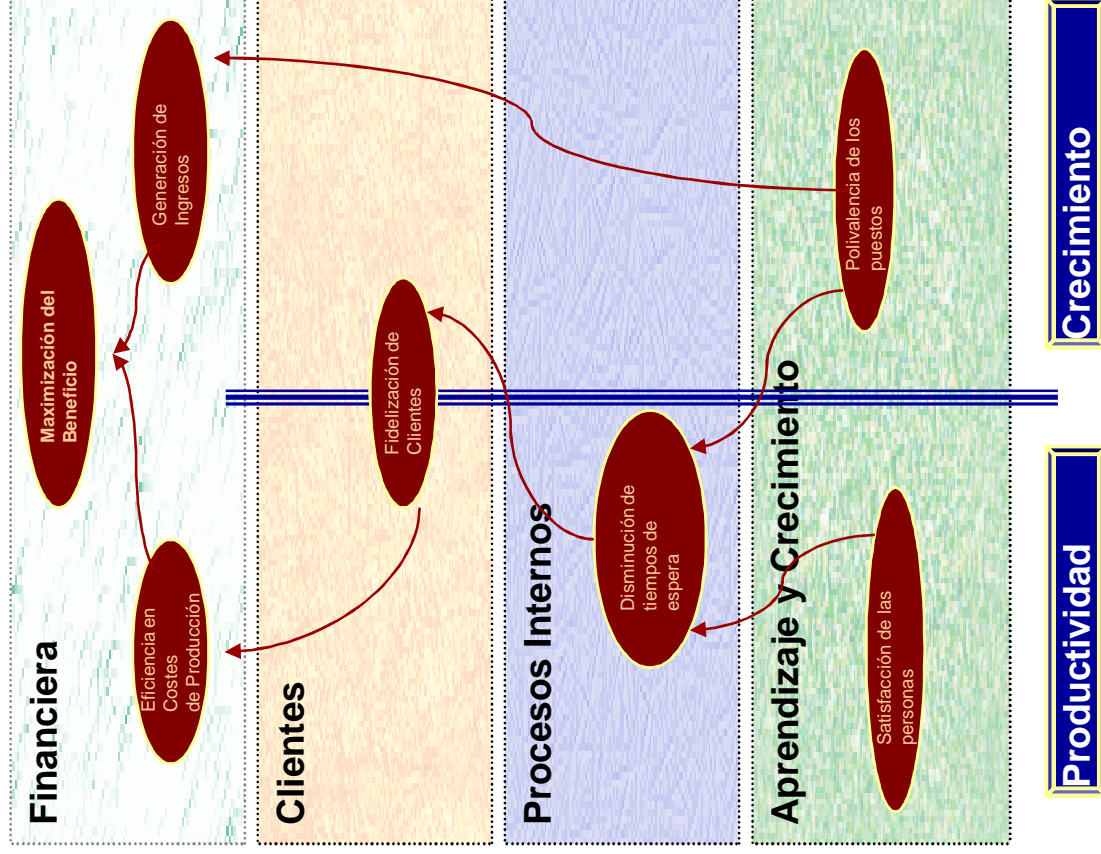 Financiera
Maximización del
Beneficio
Eficiencia en
Costes
de Producción
Generación de
Ingresos
Clientes
Fidelización de
Clientes
Procesos Internos
Disminución de
tiempos de
espera
Aprendizaje y Crecimiento
Satisfacción de las
personas
Polivalencia de los
puestos
Productividad
Crecimiento